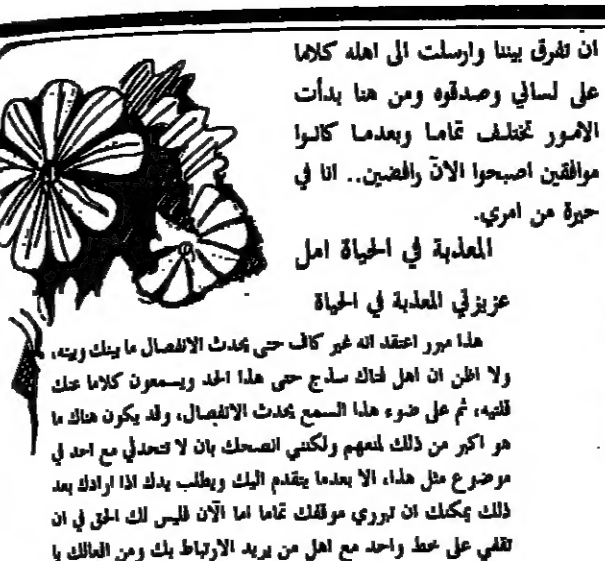 ان تفرق بيننا وارسلت الى اهله كلاما
على لساني وصدقوه ومن هنا بدأت
الامور تختلف تماما وبعدما كانوا
موافقين اصبحوا الان رافضين.. انا في
حيرة من امري.
المعذبة في الحياة امل
عزيزتي المعذبة في الحياة
هذا مبرر اعتقد انه غير كاف حتى يحدث الانفصال ما بينك وبينه،
ولا اظن ان اهل فتاك سذج حتى هذا الحد ويسمعون كلاما عنك
قلتيه، ثم على ضوء هذا السمع يحدث الانفصال، وقد يكون هناك ما
هو اكبر من ذلك لمنعهم ولكنني انصحك بان لا تتحدثي مع احد في
موضوع مثل هذا، الا بعدما يتقدم اليك ويطلب يدك اذا ارادك بعد
ذلك يمكنك ان تبرري موقفك تماما اما الآن فليس لك الحق في ان
تقفي على خط واحد مع اهل من يريد الارتباط بك ومن العالك يا